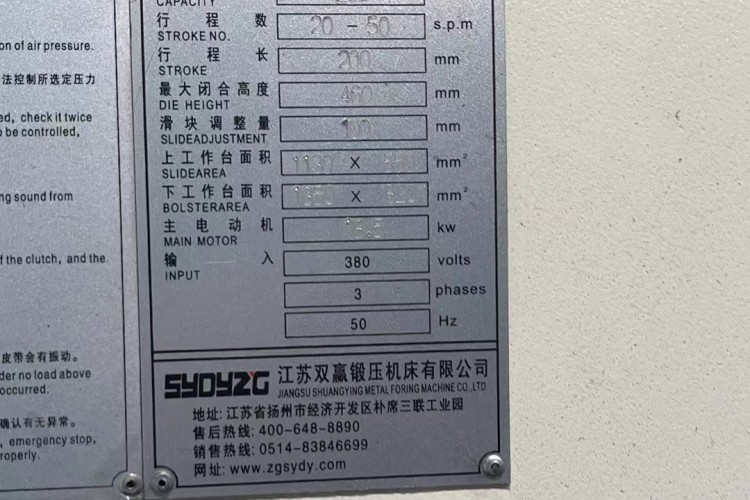 on of air pressure.
法控制所选定压力
ed, check it twice
o be controlled,
ng sound from
f the clutch, and the
皮带会有振动。
der no load above
occurred.
确认有无异常。
, emergency stop,
roperly.
CAPACITY
行程数 20 - 50 s.p.m
STROKE NO.
行程长 200 mm
STROKE
最大闭合高度 460 mm
DIE HEIGHT
滑块调整量 100 mm
SLIDEADJUSTMENT
上工作台面积 X mm²
SLIDEAREA
下工作台面积 X mm²
BOLSTERAREA
主电动机 kw
MAIN MOTOR
输入 380 volts
INPUT
3 phases
50 Hz
SYDYZG 江苏双赢锻压机床有限公司
JIANGSU SHUANGYING METAL FORING MACHINE CO.,LTD
地址: 江苏省扬州市经济开发区朴席三联工业园
售后热线: 400-648-8890
销售热线: 0514-83846699
网址: www.zgsydy.com